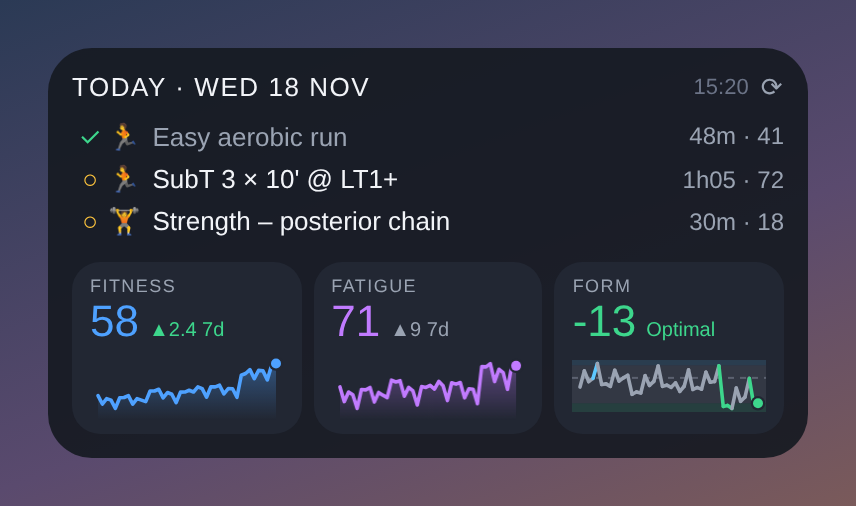 TODAY · WED 18 NOV 15:20 ⟳
✓ 🏃 Easy aerobic run 48m · 41
○ 🏃 SubT 3 × 10' @ LT1+ 1h05 · 72
○ 🏋️ Strength – posterior chain 30m · 18
FITNESS
58 ▲2.4 7d
FATIGUE
71 ▲9 7d
FORM
-13 Optimal